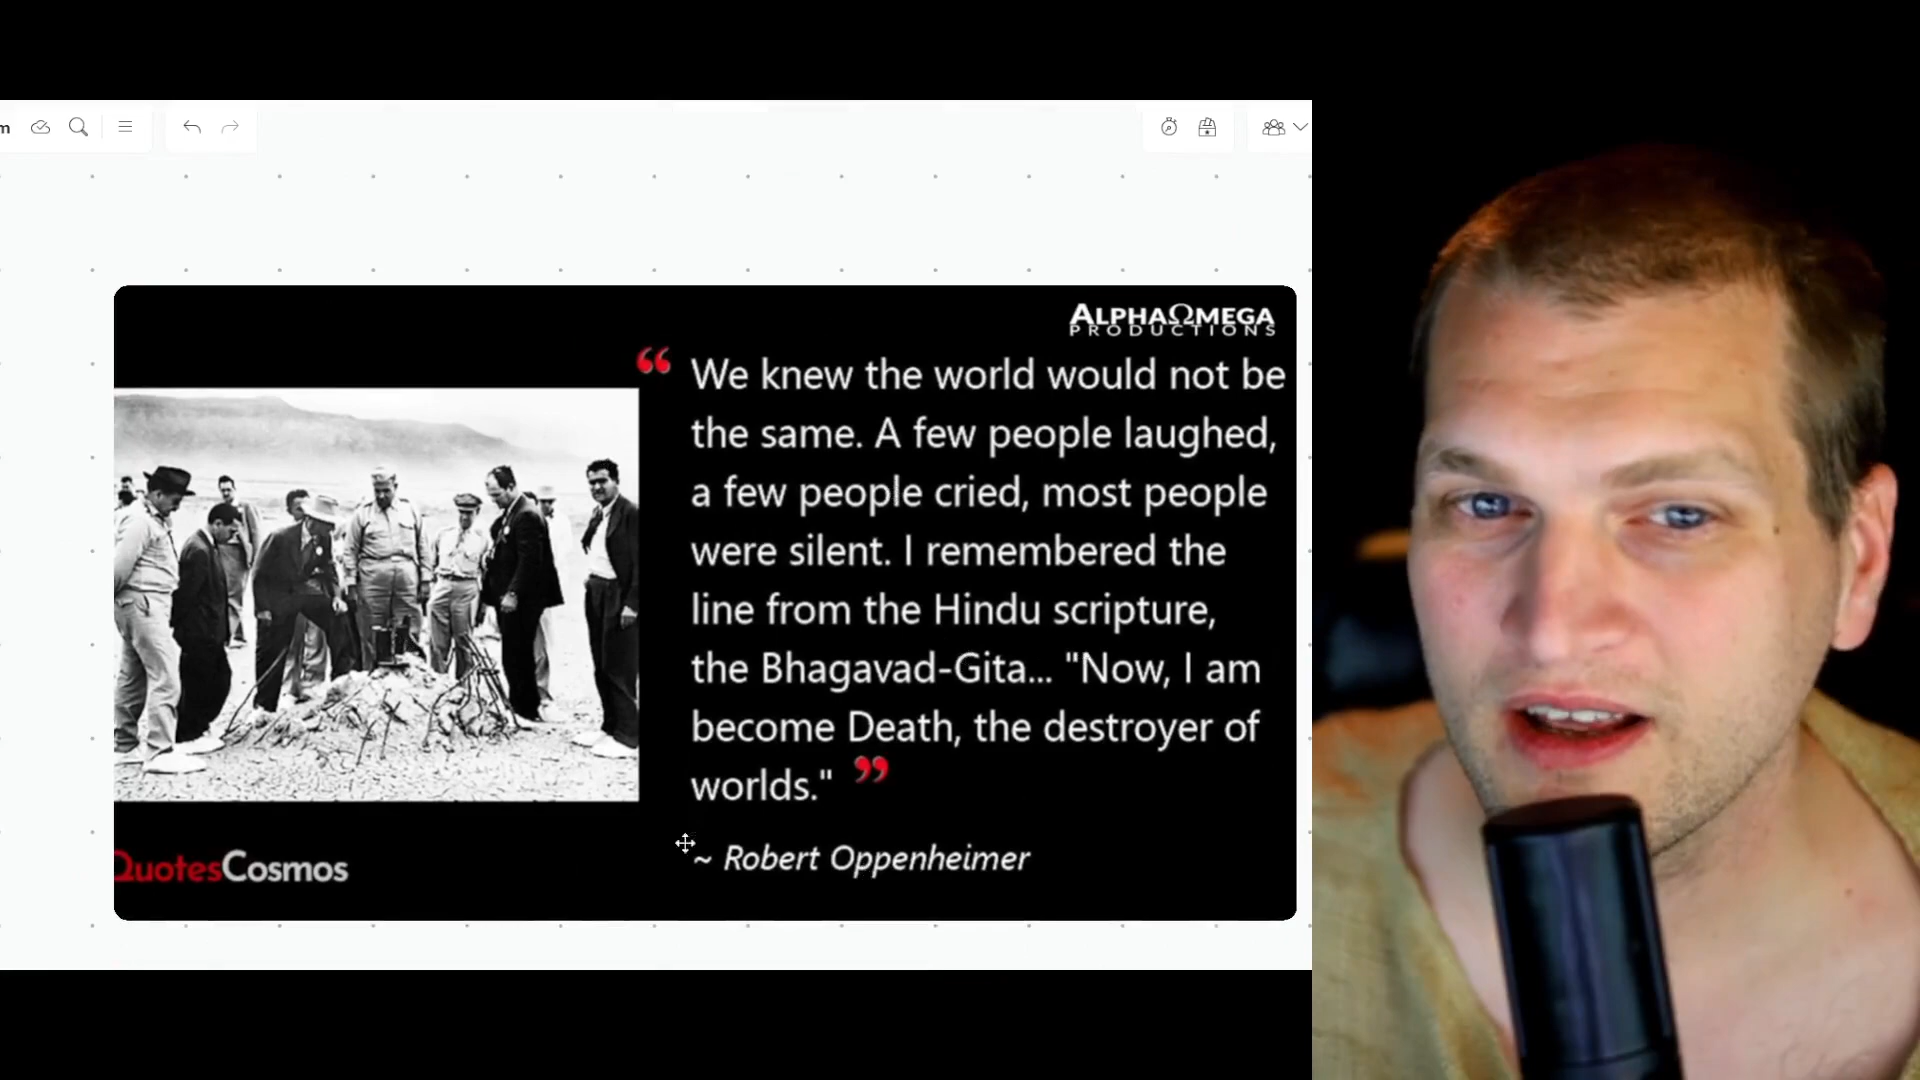 m
ALPHAΩMEGA
PRODUCTIONS
“ We knew the world would not be
the same. A few people laughed,
a few people cried, most people
were silent. I remembered the
line from the Hindu scripture,
the Bhagavad-Gita... "Now, I am
become Death, the destroyer of
worlds." ”
~ Robert Oppenheimer
QuotesCosmos